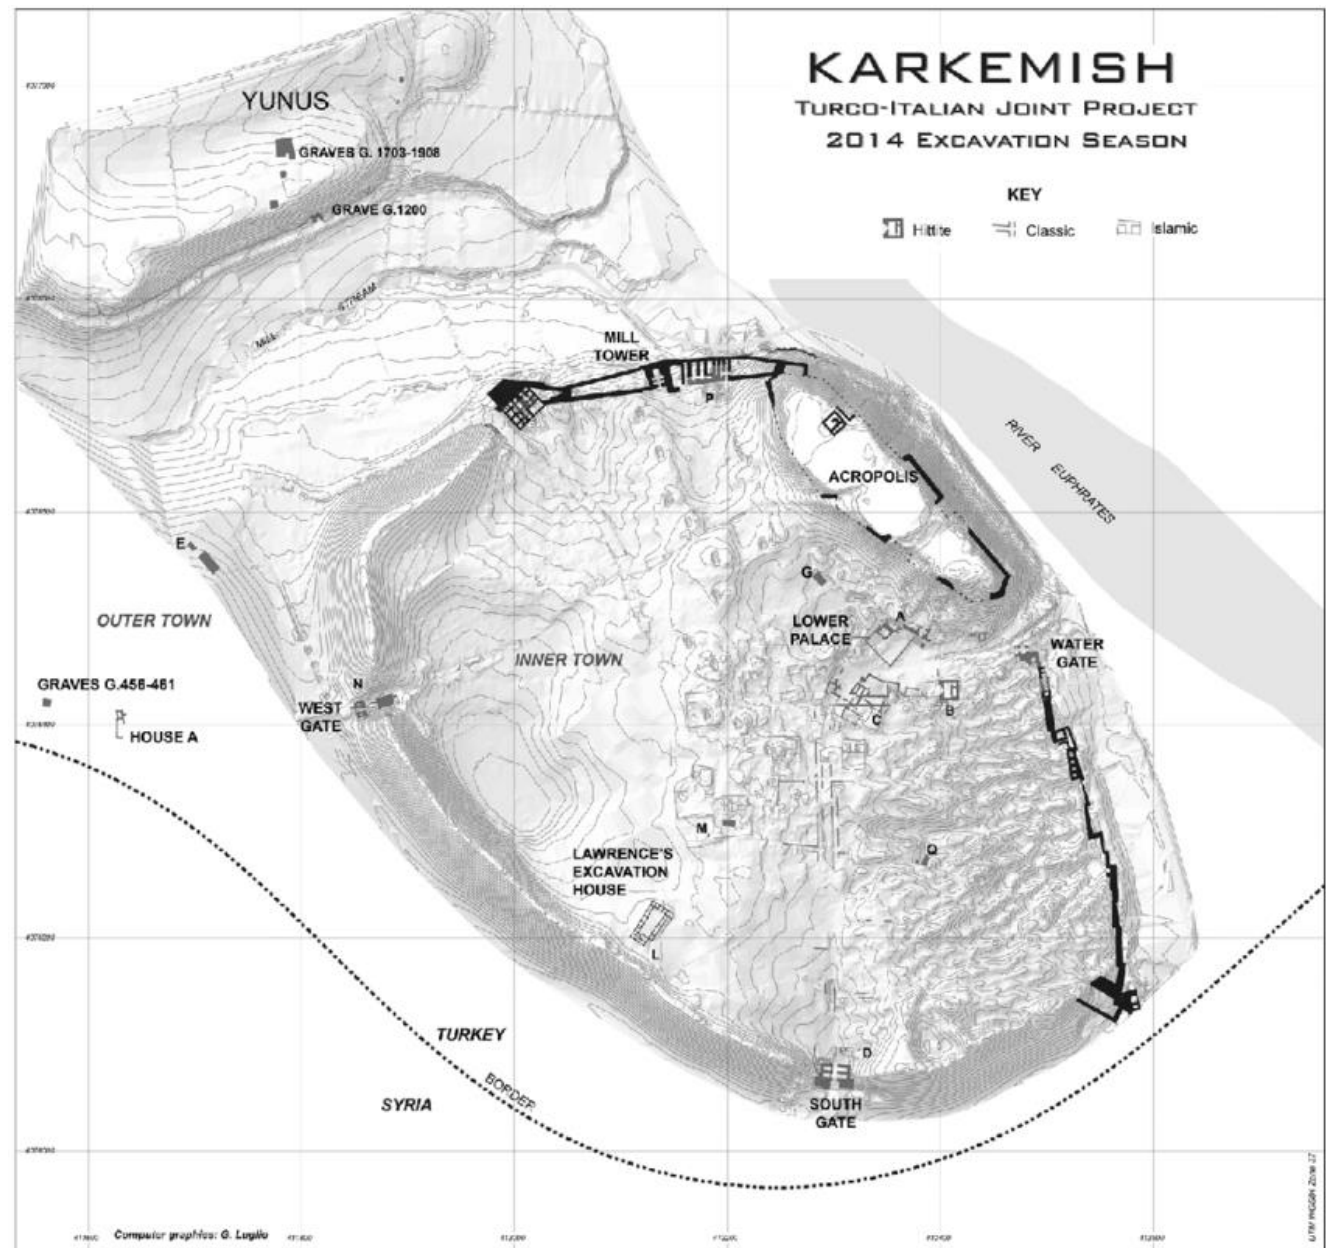 KARKEMISH
TURCO-ITALIAN JOINT PROJECT
2014 EXCAVATION SEASON
KEY
Hittite
Classic
Islamic
YUNUS
GRAVES G. 1703-1908
GRAVE G.1200
MILL STREAM
MILL
TOWER
P
RIVER EUPHRATES
ACROPOLIS
E
G
OUTER TOWN
LOWER
PALACE
A
WATER
GATE
INNER TOWN
GRAVES G.456-461
N
WEST
GATE
HOUSE A
C
B
M
Q
LAWRENCE'S
EXCAVATION
HOUSE
L
TURKEY
BORDER
SYRIA
D
SOUTH
GATE
Computer graphics: G. Luglio